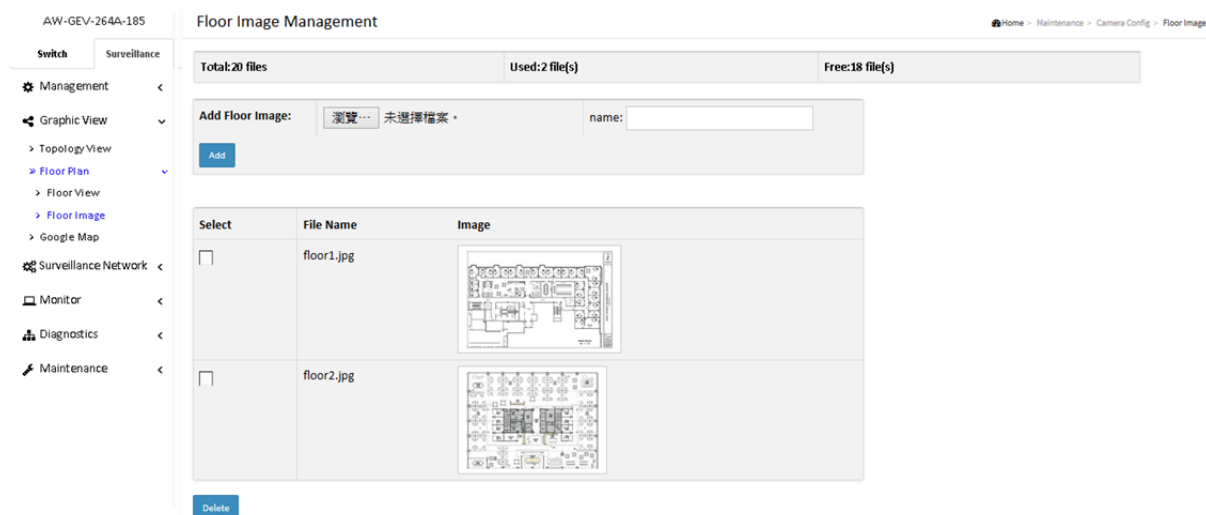 AW-GEV-264A-185
Floor Image Management
Home > Maintenance > Camera Config > Floor Image
Switch
Surveillance
Total:20 files
Used:2 file(s)
Free:18 file(s)
Management
Graphic View
Topology View
Floor Plan
Floor View
Floor Image
Google Map
Surveillance Network
Monitor
Diagnostics
Maintenance
Add Floor Image:
瀏覽… 未選擇檔案。
name:
Add
Select
File Name
Image
floor1.jpg
floor2.jpg
Delete